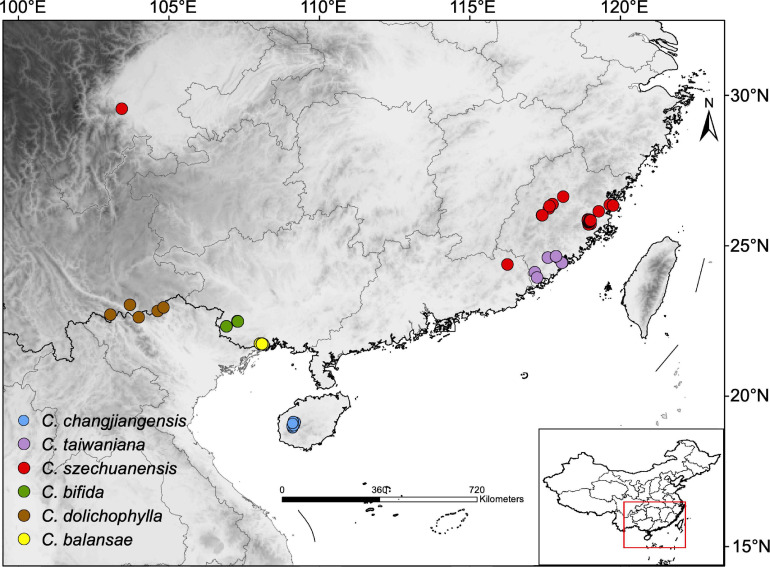 100°E 105°E 110°E 115°E 120°E
30°N
N
25°N
20°N
15°N
C. changjiangensis
C. taiwaniana
C. szechuanensis
C. bifida
C. dolichophylla
C. balansae
0 360 720
Kilometers